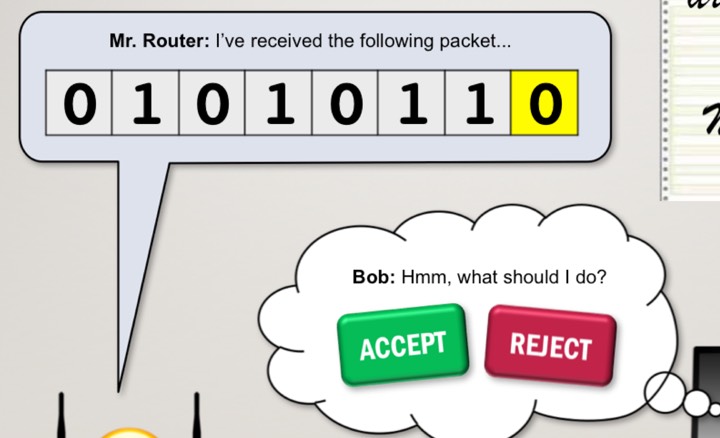 Mr. Router: I've received the following packet...
0 1 0 1 0 1 1 0
Bob: Hmm, what should I do?
ACCEPT REJECT